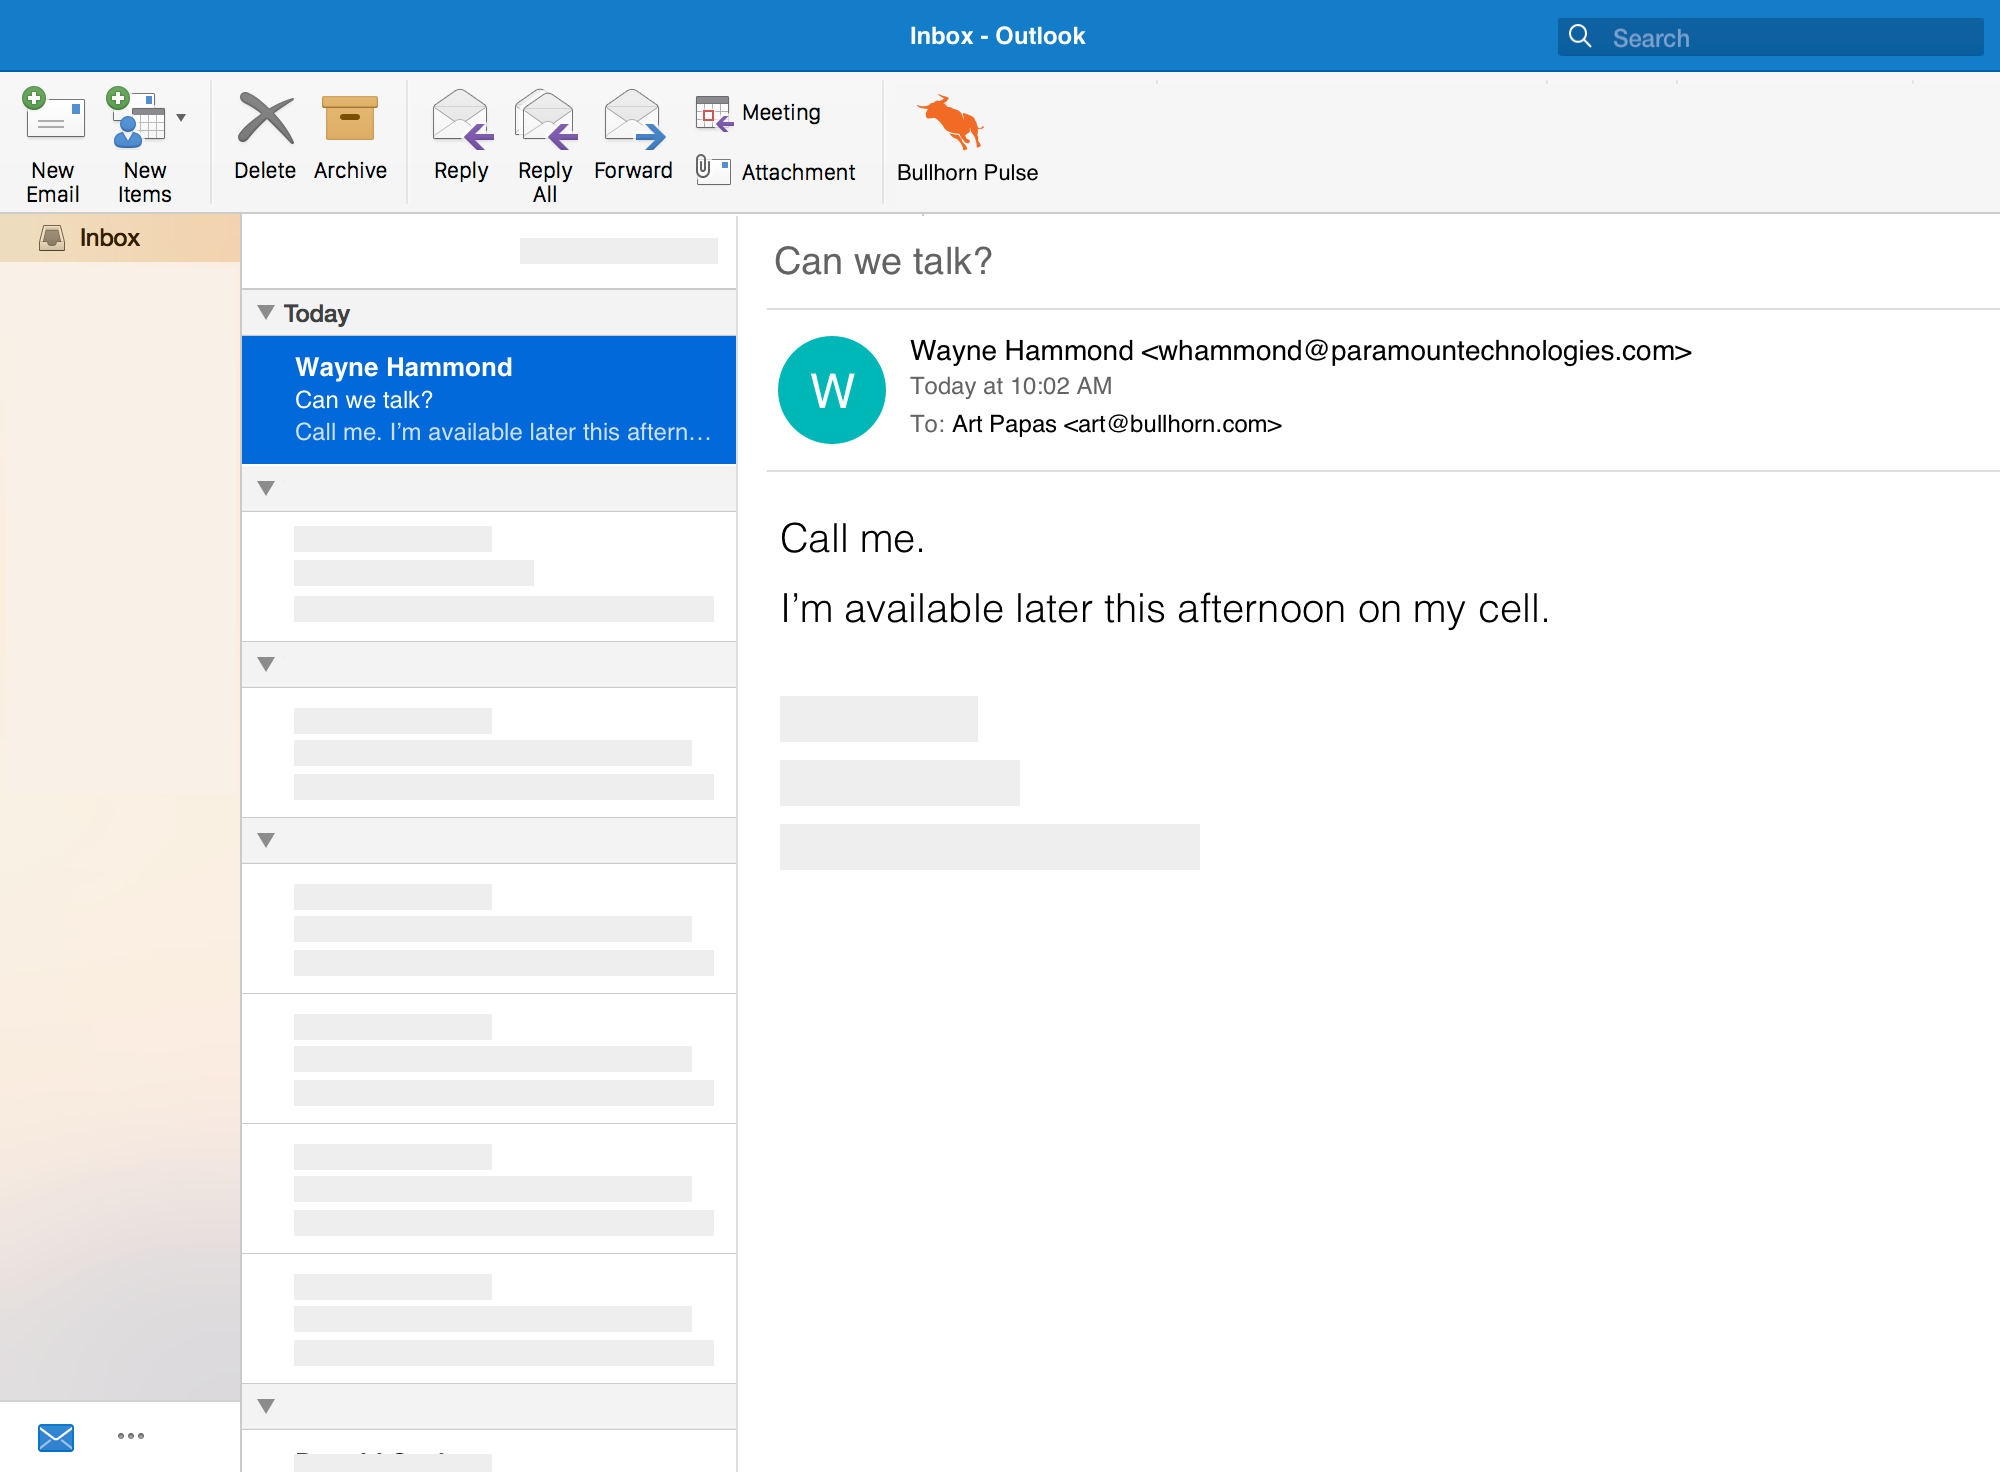 Inbox - Outlook
Search
New
Email
New
Items
Delete
Archive
Reply
Reply
All
Forward
Meeting
Attachment
Bullhorn Pulse
Inbox
Today
Wayne Hammond
Can we talk?
Call me. I’m available later this aftern...
Can we talk?
W
Wayne Hammond <whammond@paramountechnologies.com>
Today at 10:02 AM
To: Art Papas <art@bullhorn.com>
Call me.
I’m available later this afternoon on my cell.